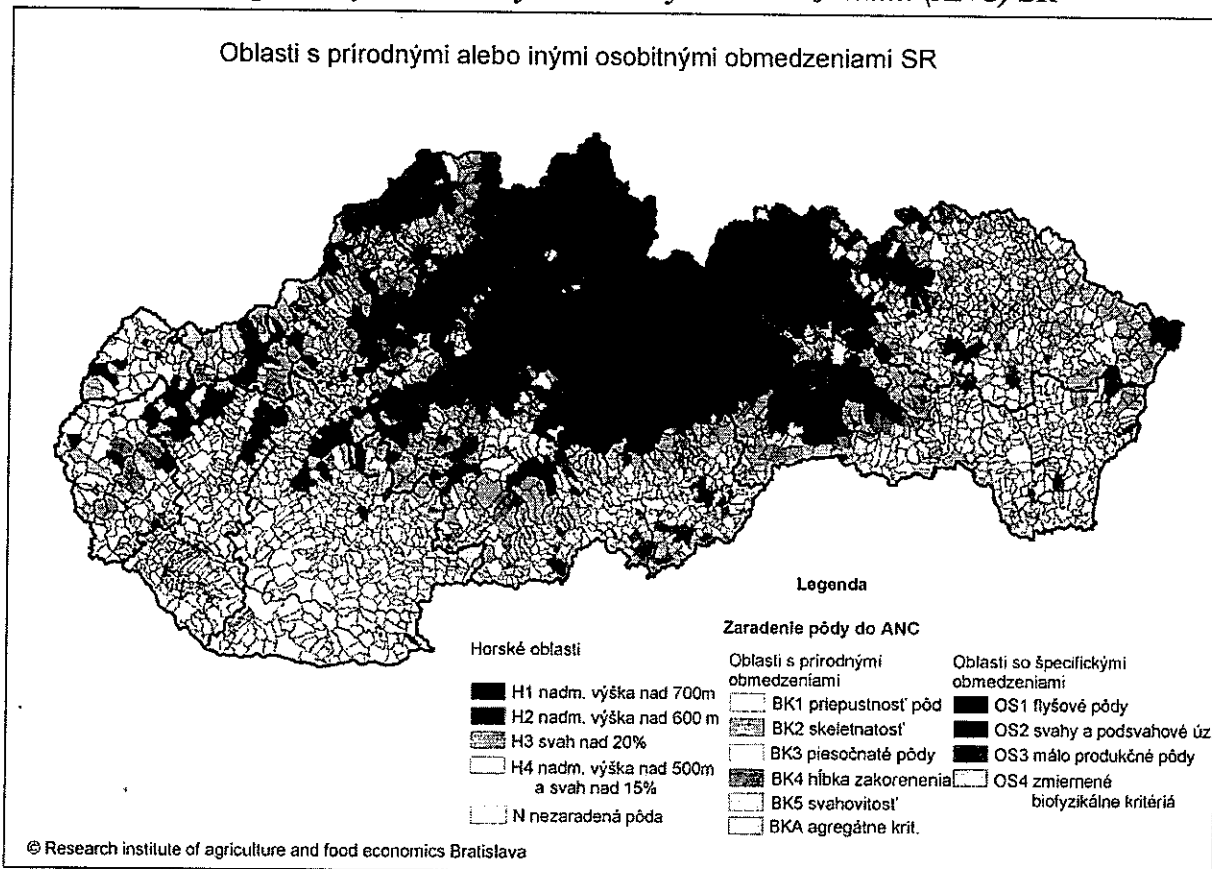 Oblasti s prírodnými alebo inými osobitnými obmedzeniami SR
Legenda
Zaradenie pôdy do ANC
Horské oblasti
H1 nadm. výška nad 700m
H2 nadm. výška nad 600 m
H3 svah nad 20%
H4 nadm. výška nad 500m
a svah nad 15%
N nezaradená pôda
Oblasti s prírodnými
obmedzeniami
BK1 priepustnosť pôd
BK2 skeletnatosť
BK3 piesočnaté pôdy
BK4 hĺbka zakorenenia
BK5 svahovitosť
BKA agregátne krit.
Oblasti so špecifickými
obmedzeniami
OS1 flyšové pôdy
OS2 svahy a podsvahové úz
OS3 málo produkčné pôdy
OS4 zmiernené
biofyzikálne kritériá
© Research institute of agriculture and food economics Bratislava